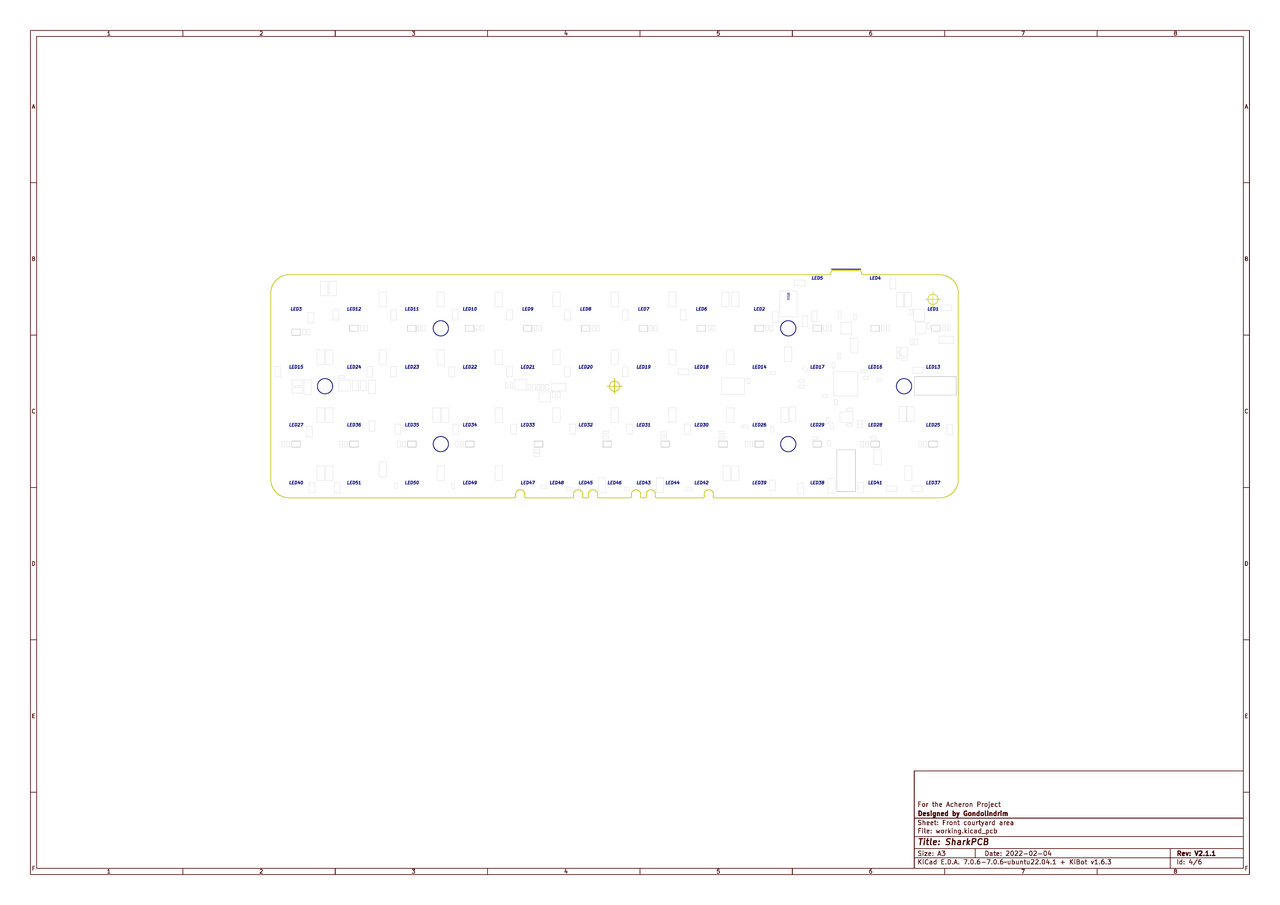 1 2 3 4 5 6 7 8
A A
LED5 LED4
B B
LED3 LED12 LED11 LED10 LED9 LED8 LED7 LED6 LED2 LED1
LED15 LED24 LED23 LED22 LED21 LED20 LED19 LED18 LED14 LED17 LED16 LED13
C C
LED27 LED36 LED35 LED34 LED33 LED32 LED31 LED30 LED26 LED29 LED28 LED25
LED40 LED51 LED50 LED49 LED47 LED48 LED45 LED46 LED43 LED44 LED42 LED39 LED38 LED41 LED37
D D
E E
For the Acheron Project
Designed by Gondolindrim
Sheet: Front courtyard area
File: working.kicad_pcb
Title: SharkPCB
Size: A3 Date: 2022-02-04 Rev: V2.1.1
KiCad E.D.A. 7.0.6-7.0.6~ubuntu22.04.1 + KiBot v1.6.3 Id: 4/6
F F
1 2 3 4 5 6 7 8